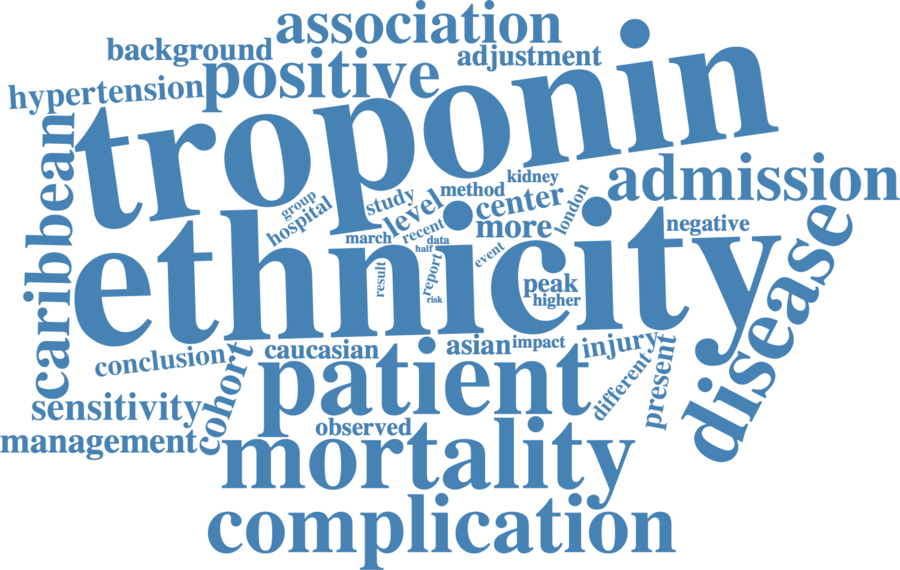 association
background
adjustment
positive
hypertension
troponin
caribbean
admission
kidney
method
study
group
hospital
level
center
london
more
negative
recent
march
data
half
event
ethnicity
disease
report
result
risk
peak
higher
conclusion
cohort
caucasian
asian
impact
injury
different
present
patient
sensitivity
management
observed
mortality
complication